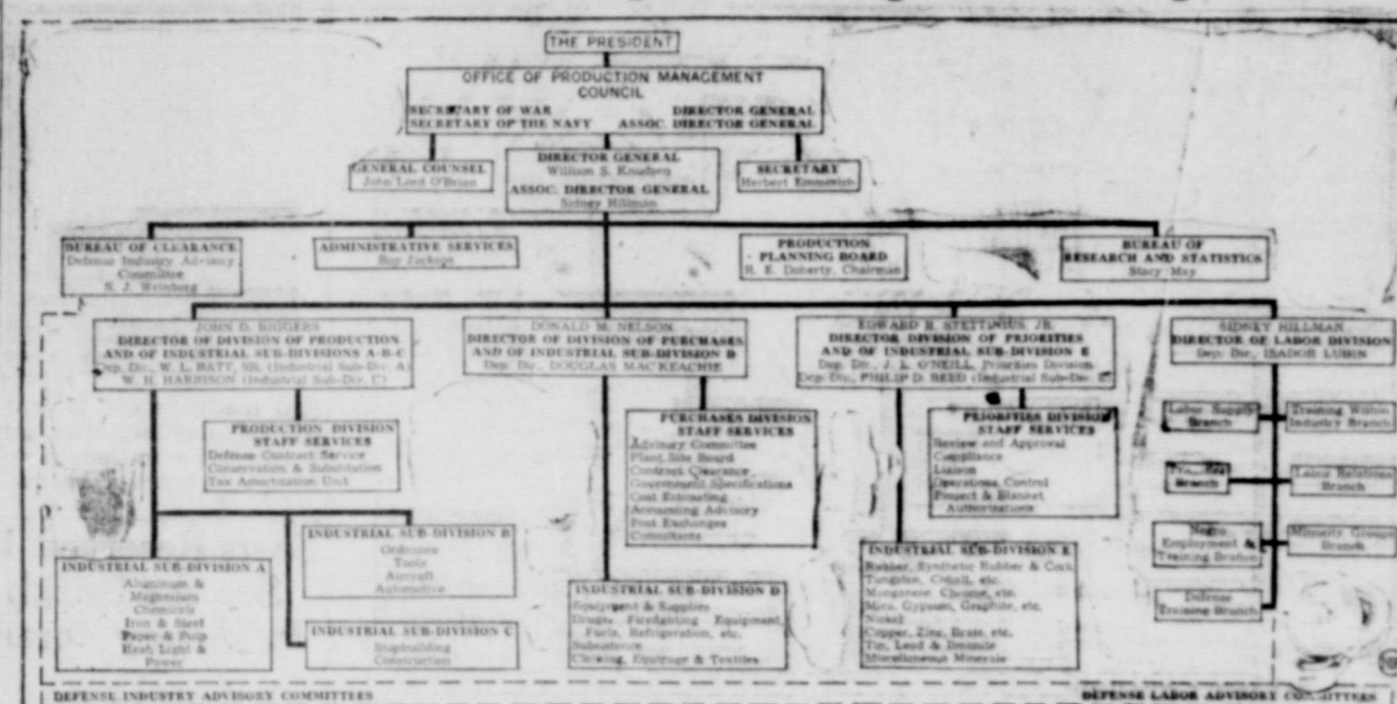 THE PRESIDENT
OFFICE OF PRODUCTION MANAGEMENT
COUNCIL
SECRETARY OF WAR DIRECTOR GENERAL
SECRETARY OF THE NAVY ASSOC. DIRECTOR GENERAL
GENERAL COUNSEL
John Lord O'Brian
DIRECTOR GENERAL
William S. Knudsen
ASSOC. DIRECTOR GENERAL
Sidney Hillman
SECRETARY
Herbert Emmerich
BUREAU OF CLEARANCE
Defense Industry Advisory
Committee
S. J. Weinberg
ADMINISTRATIVE SERVICES
Jackson
PRODUCTION
PLANNING BOARD
R. E. Doherty, Chairman
BUREAU OF
RESEARCH AND STATISTICS
Stacy May
JOHN D. BIGGERS
DIRECTOR OF DIVISION OF PRODUCTION
AND OF INDUSTRIAL SUB-DIVISIONS A-B-C
Dep. Dir., W. L. BATT, SR. (Industrial Sub-Div. A)
W. H. HARRISON (Industrial Sub-Div. C)
DONALD M. NELSON
DIRECTOR OF DIVISION OF PURCHASES
AND OF INDUSTRIAL SUB-DIVISION D
Dep. Dir., DOUGLAS MAC KEACHIE
EDWARD R. STETTINIUS, JR.
DIRECTOR DIVISION OF PRIORITIES
AND OF INDUSTRIAL SUB-DIVISION E
Dep. Dir., J. L. O'NEILL, Priorities Division
Dep. Dir., PHILIP D. REED (Industrial Sub-Div. E)
SIDNEY HILLMAN
DIRECTOR OF LABOR DIVISION
Dep. Dir., ISADOR LUBIN
PRODUCTION DIVISION
STAFF SERVICES
Defense Contract Service
Conservation & Substitution
Tax Amortization Unit
PURCHASES DIVISION
STAFF SERVICES
Advisory Committee
Plant Site Board
Contract Clearance
Government Specifications
Cost Estimating
Accounting Advisory
Post Exchanges
Consultants
PRIORITIES DIVISION
STAFF SERVICES
Review and Approval
Compliance
Liaison
Operations Control
Project & Blanket
Authorizations
Labor Supply
Branch
Training Within
Industry Branch
Branch
Labor Relations
Branch
Negro
Employment &
Training Branch
Minority Groups
Branch
Defense
Training Branch
INDUSTRIAL SUB-DIVISION A
Aluminum &
Magnesium
Chemicals
Iron & Steel
Paper & Pulp
Heat, Light &
Power
INDUSTRIAL SUB-DIVISION B
Ordnance
Tools
Aircraft
Automotive
INDUSTRIAL SUB-DIVISION C
Shipbuilding
Construction
INDUSTRIAL SUB-DIVISION D
Equipment & Supplies
Drugs, Firefighting Equipment,
Fuels, Refrigeration, etc.
Subsistence
Clothing, Equipage & Textiles
INDUSTRIAL SUB-DIVISION E
Rubber, Synthetic Rubber & Cork
Tungsten, Cobalt, etc.
Manganese, Chrome, etc.
Mica, Gypsum, Graphite, etc.
Nickel
Copper, Zinc, Brass, etc.
Tin, Lead & Ilmenite
Miscellaneous Minerals
DEFENSE INDUSTRY ADVISORY COMMITTEES
DEFENSE LABOR ADVISORY COMMITTEES